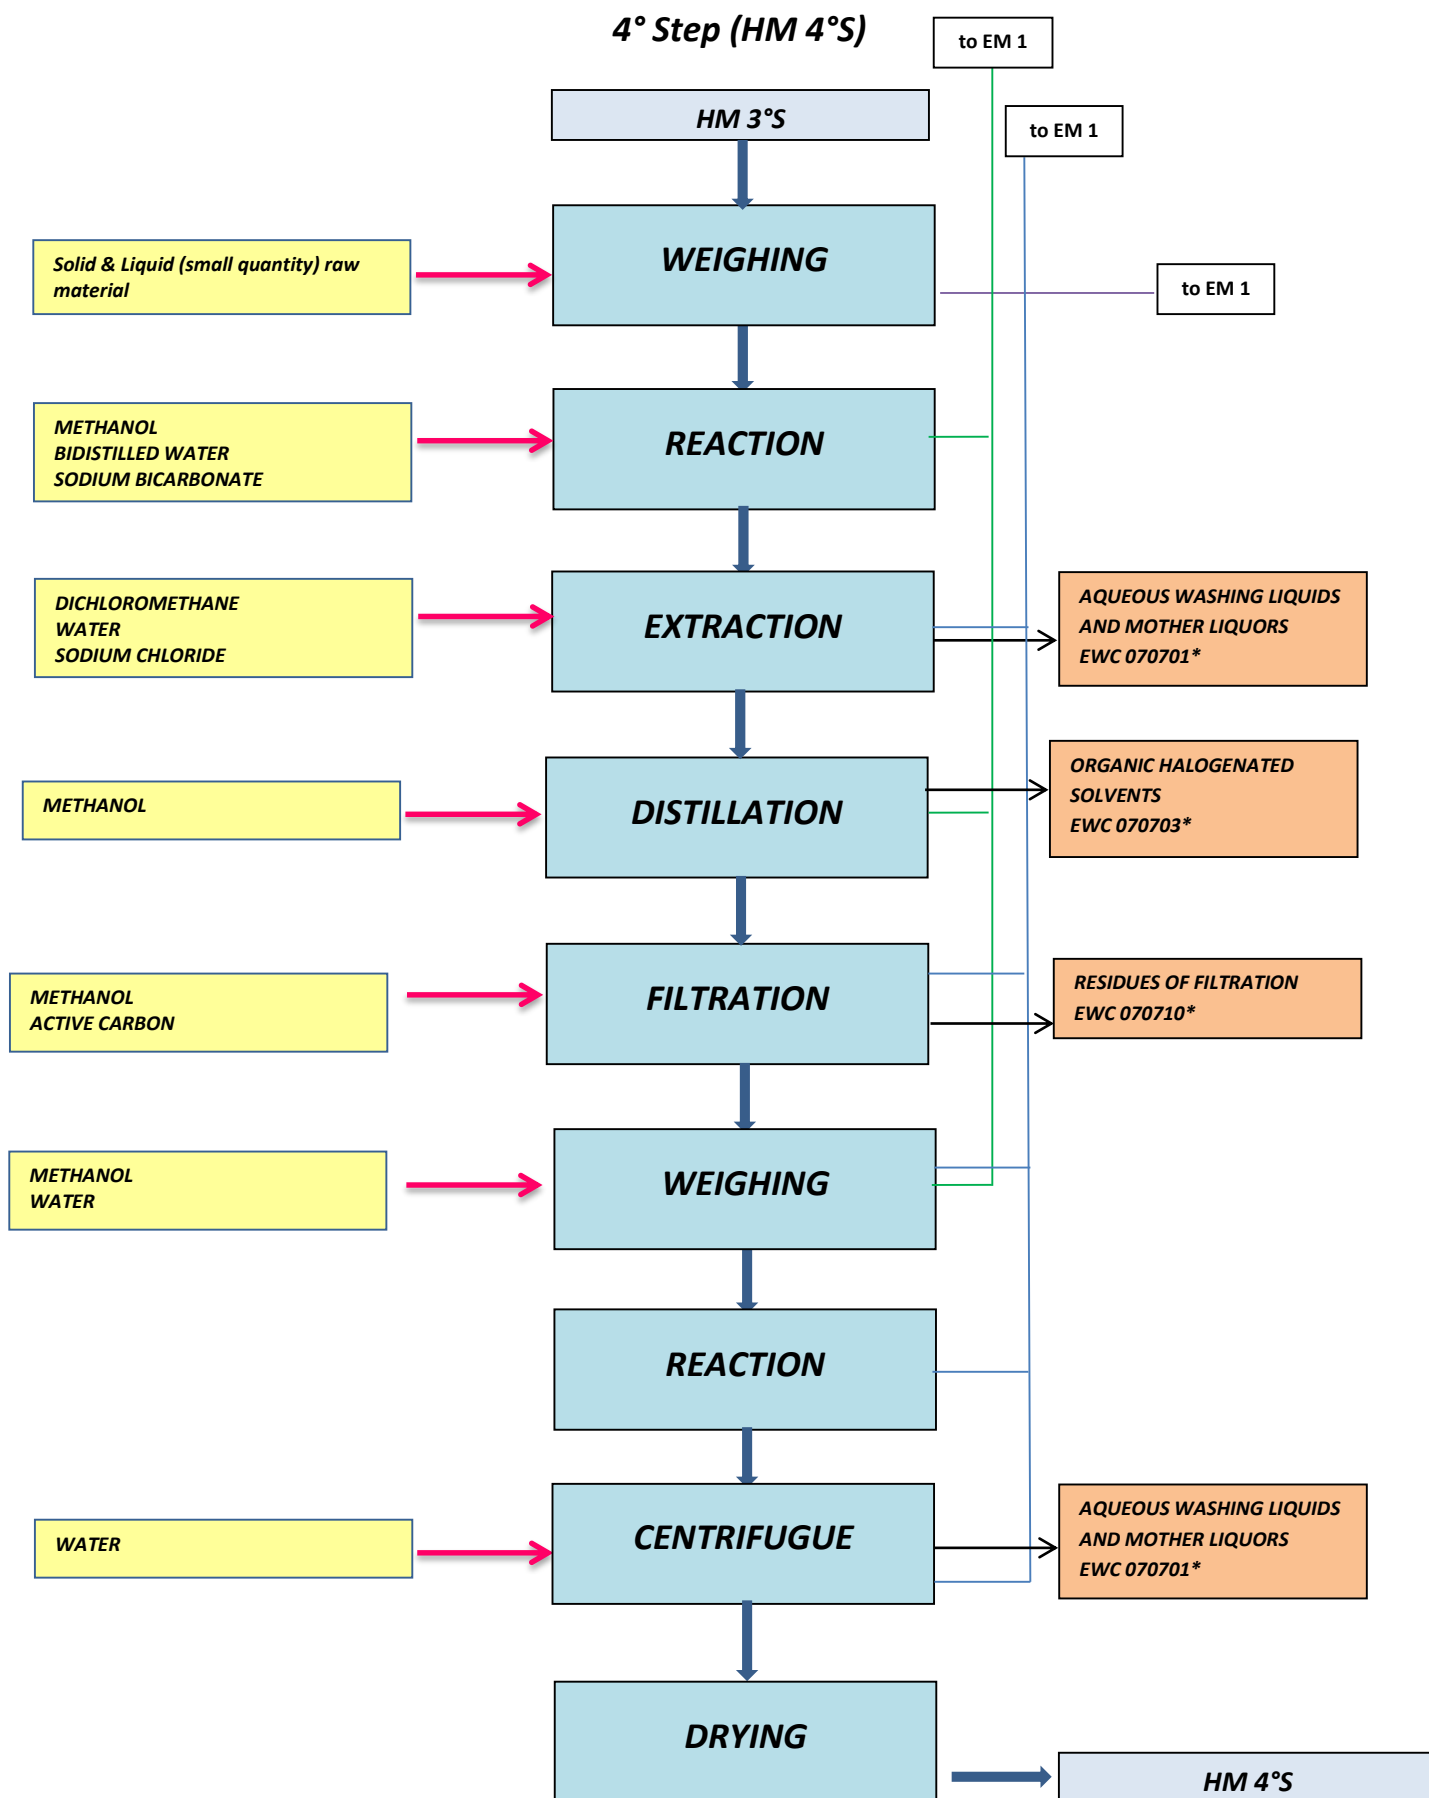 4° Step (HM 4°S)
to EM 1
HM 3°S
to EM 1
Solid & Liquid (small quantity) raw
material
WEIGHING
to EM 1
METHANOL
BIDISTILLED WATER
SODIUM BICARBONATE
REACTION
DICHLOROMETHANE
WATER
SODIUM CHLORIDE
EXTRACTION
AQUEOUS WASHING LIQUIDS
AND MOTHER LIQUORS
EWC 070701*
METHANOL
DISTILLATION
ORGANIC HALOGENATED
SOLVENTS
EWC 070703*
METHANOL
ACTIVE CARBON
FILTRATION
RESIDUES OF FILTRATION
EWC 070710*
METHANOL
WATER
WEIGHING
REACTION
WATER
CENTRIFUGUE
AQUEOUS WASHING LIQUIDS
AND MOTHER LIQUORS
EWC 070701*
DRYING
HM 4°S